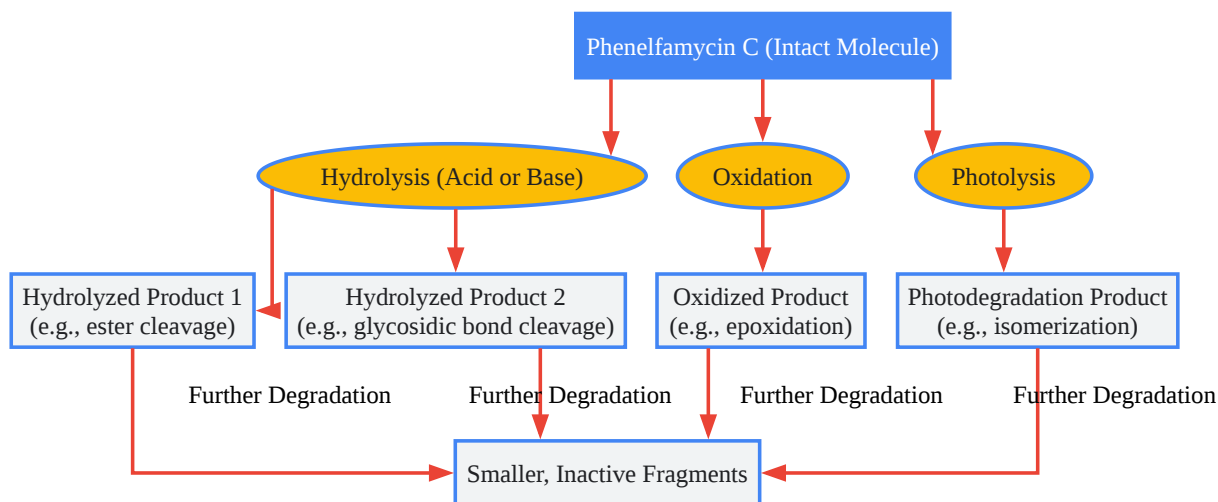 Phenelfamycin C (Intact Molecule)
Hydrolysis (Acid or Base)
Oxidation
Photolysis
Hydrolyzed Product 1
(e.g., ester cleavage)
Hydrolyzed Product 2
(e.g., glycosidic bond cleavage)
Oxidized Product
(e.g., epoxidation)
Photodegradation Product
(e.g., isomerization)
Further Degradation
Further Degradation
Further Degradation
Further Degradation
Smaller, Inactive Fragments